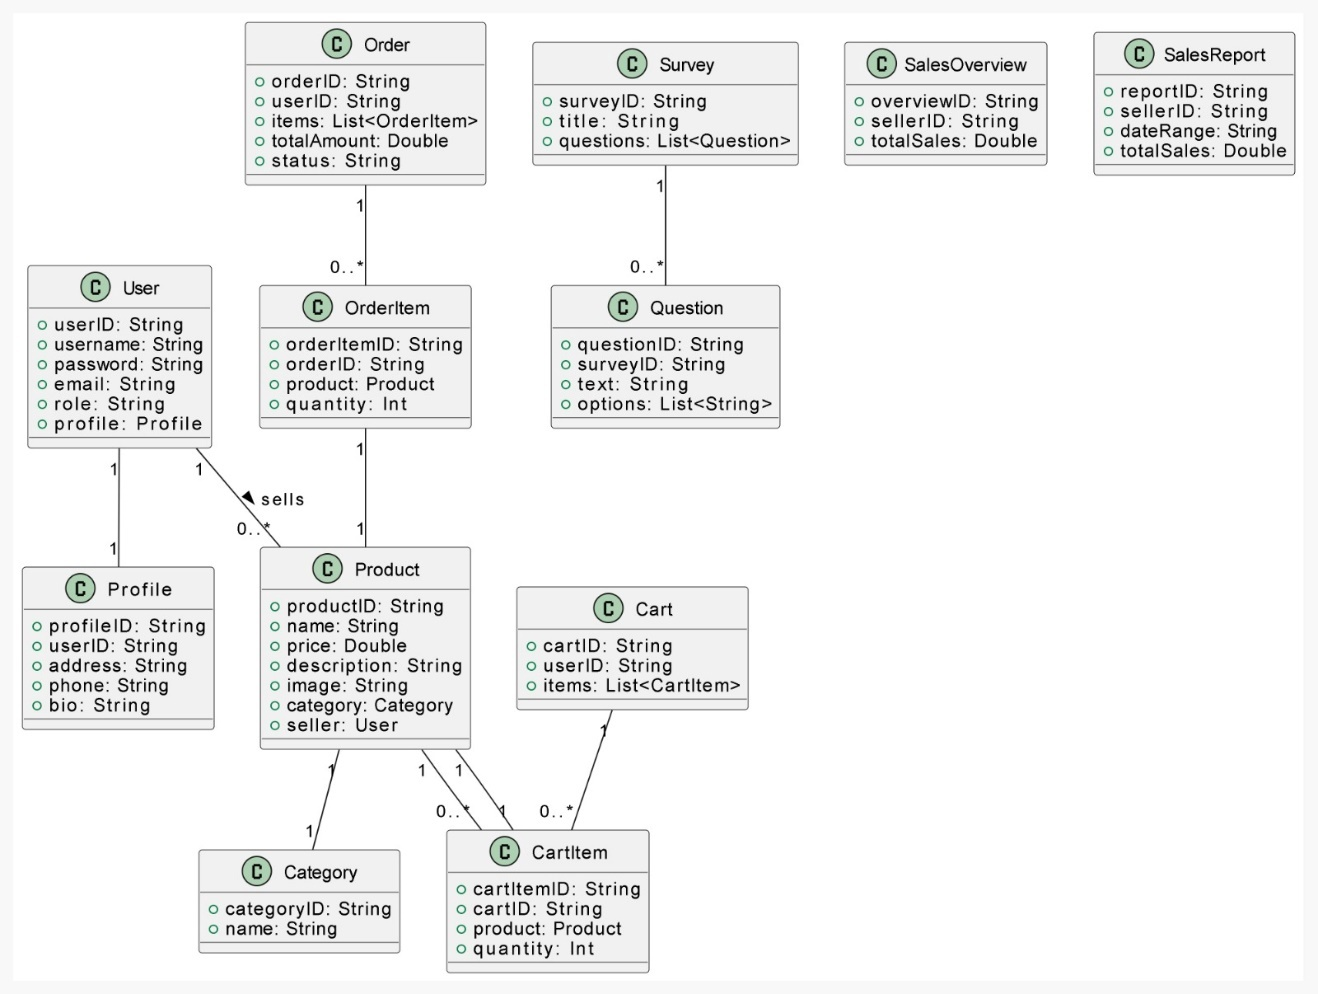 C Order
orderID: String
userID: String
items: List<OrderItem>
totalAmount: Double
status: String
C Survey
surveyID: String
title: String
questions: List<Question>
C SalesOverview
overviewID: String
sellerID: String
totalSales: Double
C SalesReport
reportID: String
sellerID: String
dateRange: String
totalSales: Double
1
0..*
1
0..*
C User
userID: String
username: String
password: String
email: String
role: String
profile: Profile
C OrderItem
orderItemID: String
orderID: String
product: Product
quantity: Int
C Question
questionID: String
surveyID: String
text: String
options: List<String>
1
1
1
sells
0..*
1
1
C Profile
profileID: String
userID: String
address: String
phone: String
bio: String
C Product
productID: String
name: String
price: Double
description: String
image: String
category: Category
seller: User
C Cart
cartID: String
userID: String
items: List<CartItem>
1
1
1
0..*
1
1
1
0..*
C Category
categoryID: String
name: String
C CartItem
cartItemID: String
cartID: String
product: Product
quantity: Int